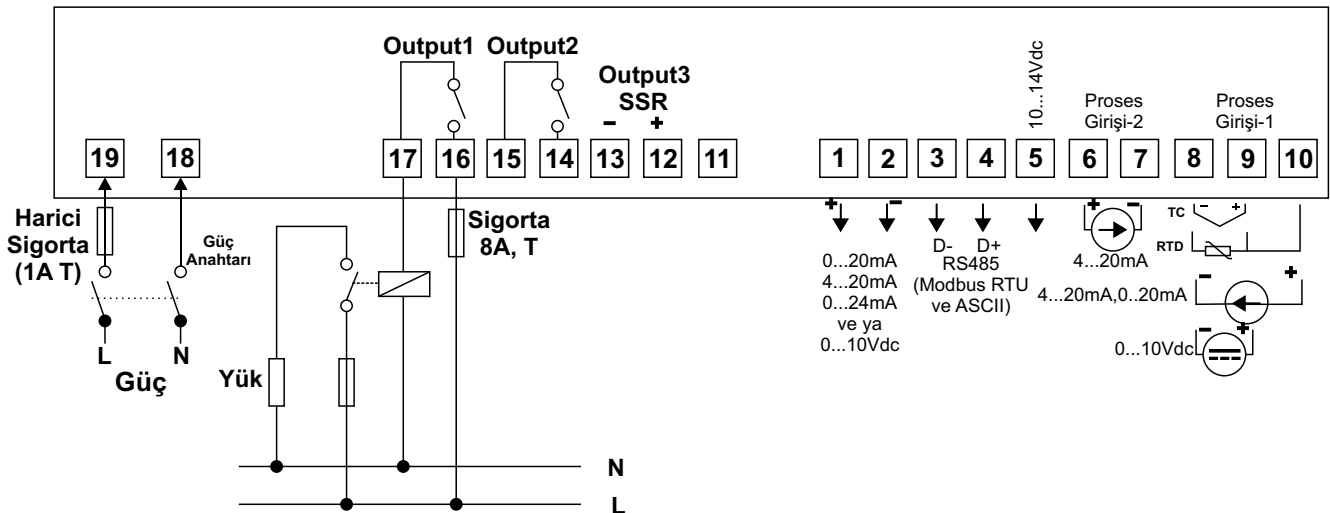 Output1
Output2
Output3
SSR
− +
10...14Vdc
Proses
Girişi-2
Proses
Girişi-1
19 18 17 16 15 14 13 12 11 1 2 3 4 5 6 7 8 9 10
Harici
Sigorta
(1A T)
Güç
Anahtarı
L N
Güç
Yük
Sigorta
8A, T
N
L
+ −
0...20mA
4...20mA
0...24mA
ve ya
0...10Vdc
D- D+
RS485
(Modbus RTU
ve ASCII)
+ −
4...20mA
TC - +
RTD
− +
4...20mA,0..20mA
− +
0...10Vdc